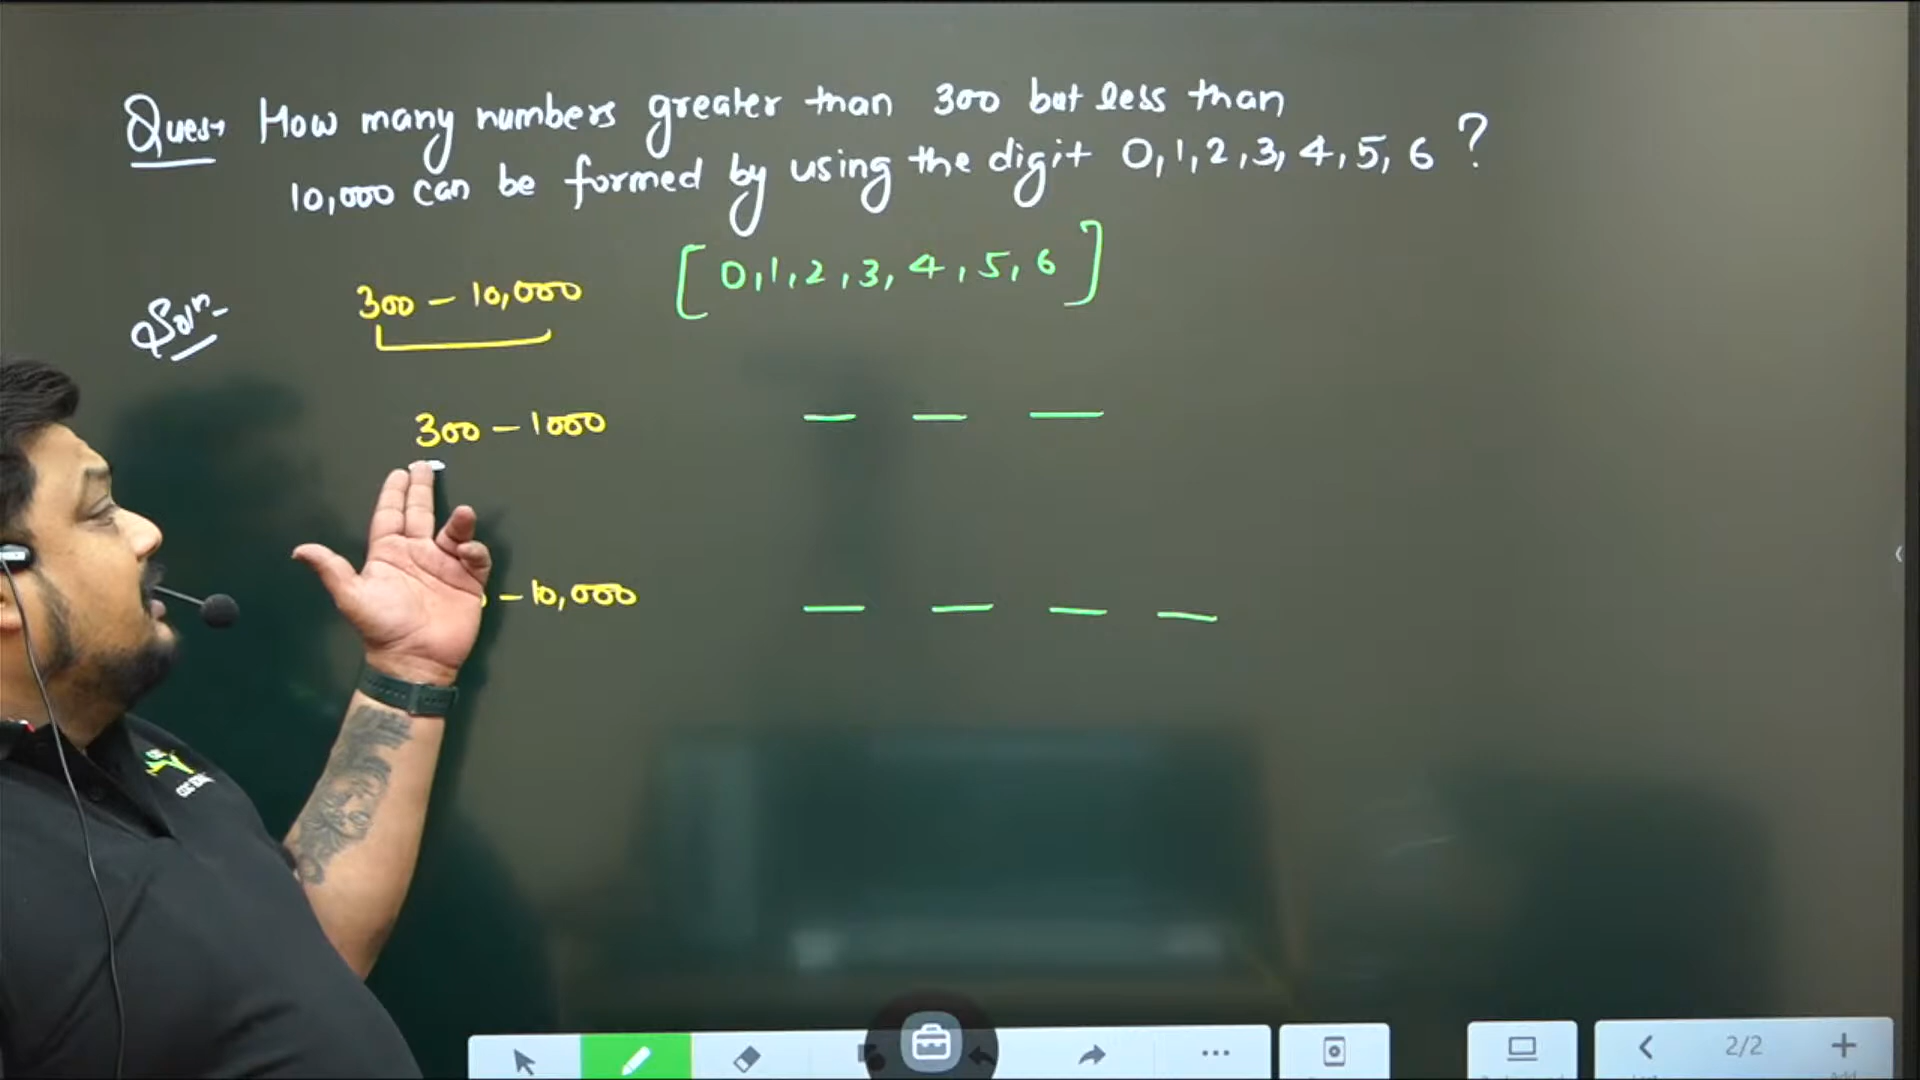 Ques→ How many numbers greater than 300 but less than
10,000 can be formed by using the digit 0,1,2,3,4,5,6 ?
Solⁿ-
300 - 10,000
[0,1,2,3,4,5,6]
300 - 1000
- 10,000
2/2